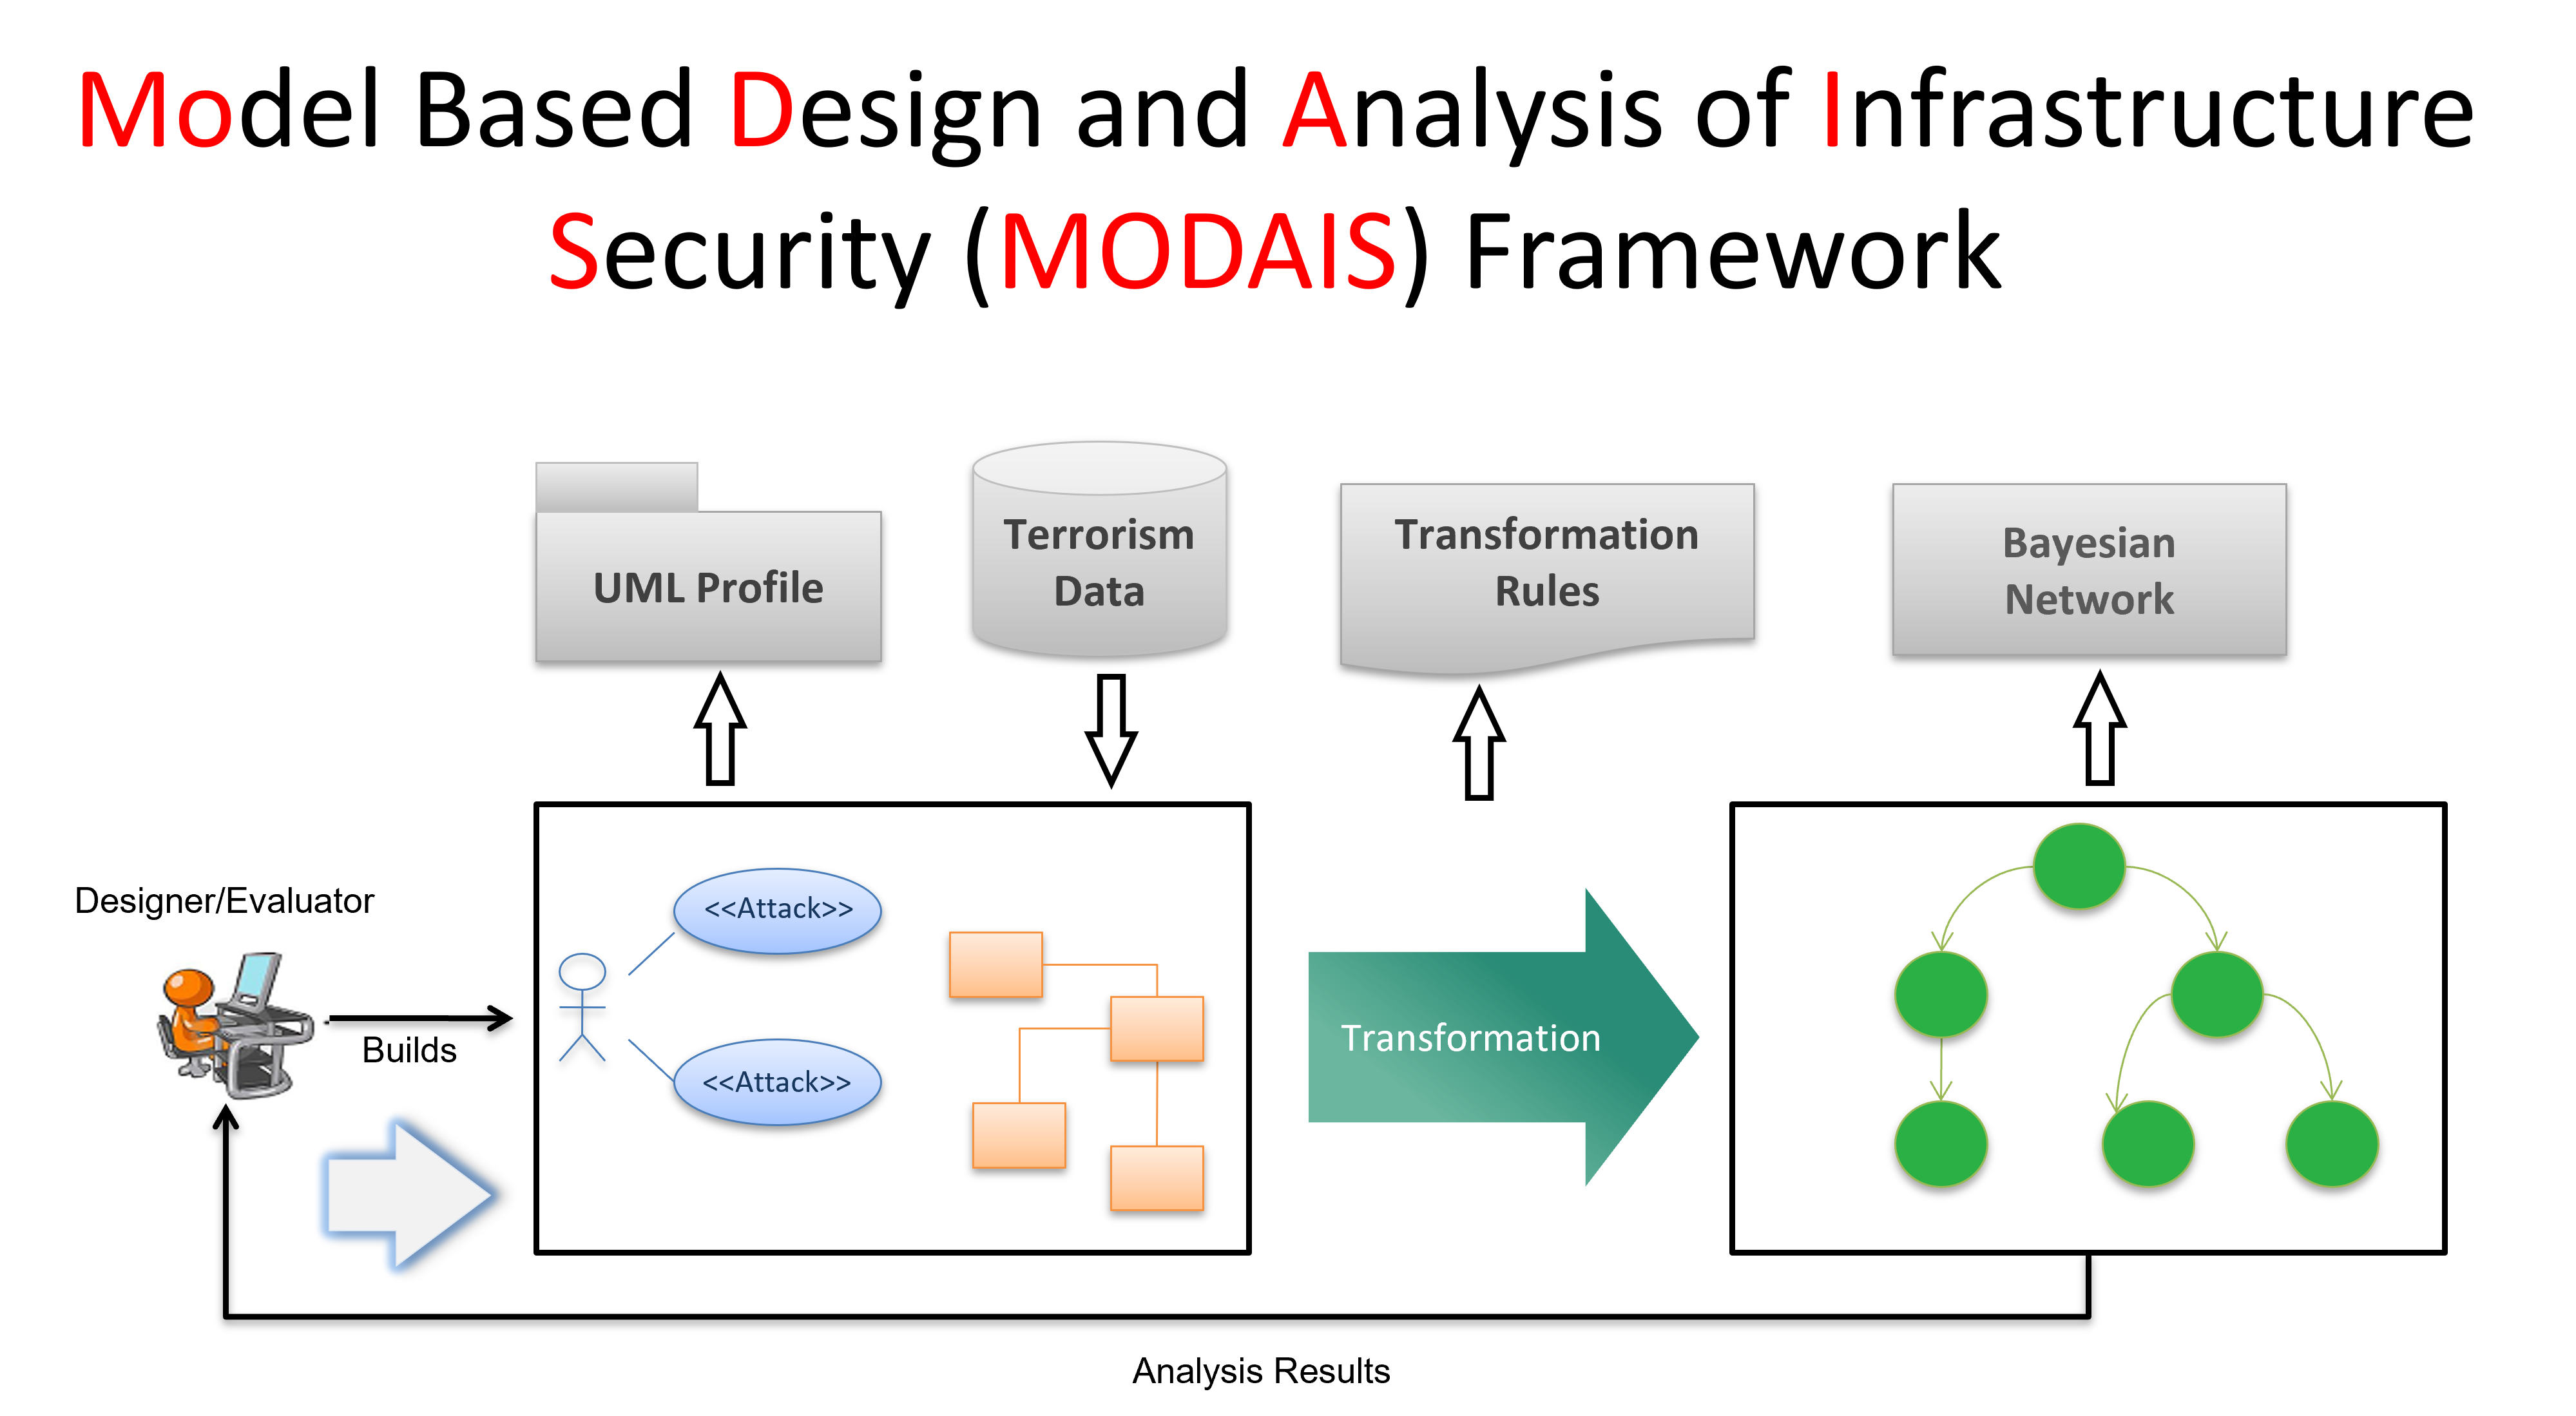 Model Based Design and Analysis of Infrastructure
Security (MODAIS) Framework
UML Profile
Terrorism
Data
Transformation
Rules
Bayesian
Network
Designer/Evaluator
Builds
<<Attack>>
<<Attack>>
Transformation
Analysis Results